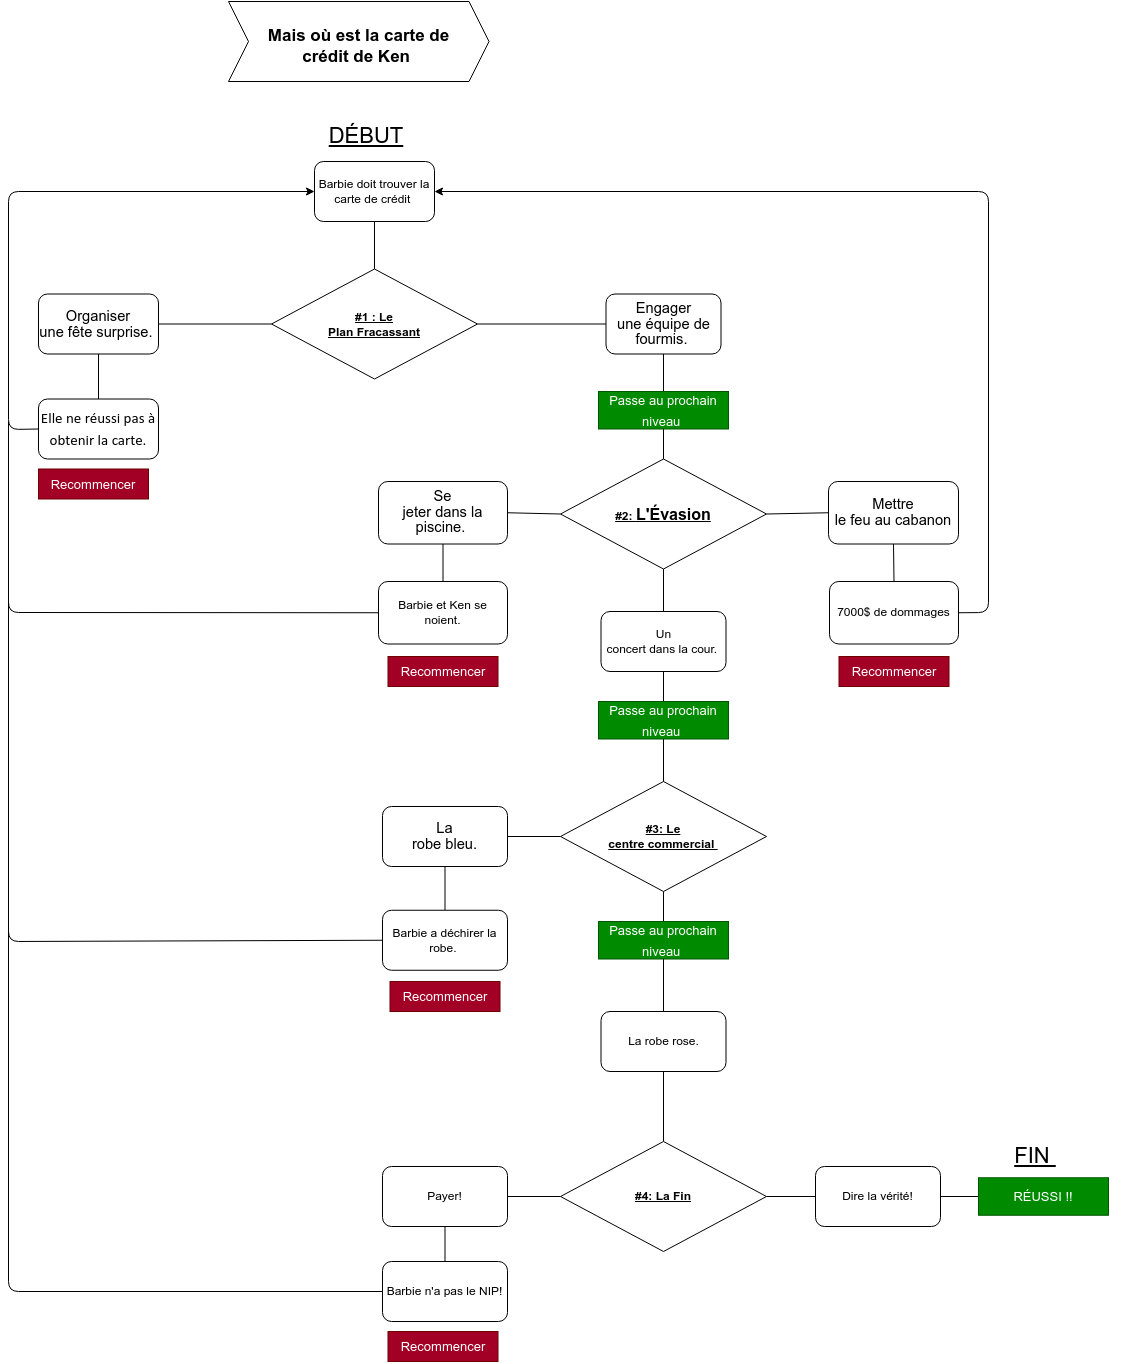 Mais où est la carte de
crédit de Ken
DÉBUT
Barbie doit trouver la
carte de crédit
Organiser
une fête surprise.
#1 : Le
Plan Fracassant
Engager
une équipe de
fourmis.
Elle ne réussi pas à
obtenir la carte.
Recommencer
Passe au prochain
niveau
Se
jeter dans la
piscine.
#2: L'Évasion
Mettre
le feu au cabanon
Barbie et Ken se
noient.
Recommencer
Un
concert dans la cour.
7000$ de dommages
Recommencer
Passe au prochain
niveau
La
robe bleu.
#3: Le
centre commercial
Barbie a déchirer la
robe.
Recommencer
Passe au prochain
niveau
La robe rose.
Payer!
#4: La Fin
Dire la vérité!
FIN
RÉUSSI !!
Barbie n'a pas le NIP!
Recommencer